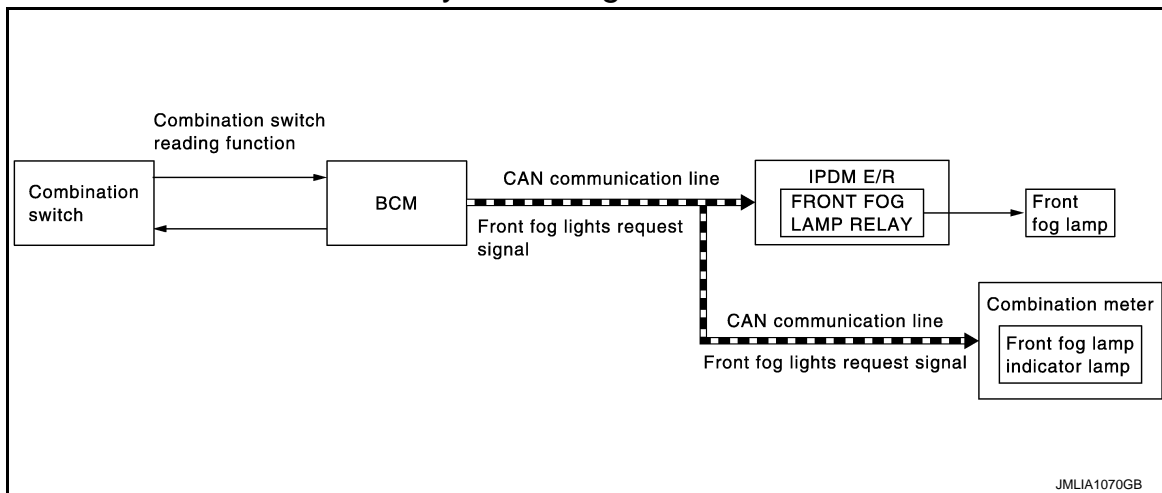 Combination switch
reading function
Combination
switch
BCM
CAN communication line
Front fog lights request
signal
IPDM E/R
FRONT FOG
LAMP RELAY
Front
fog lamp
CAN communication line
Front fog lights request signal
Combination meter
Front fog lamp
indicator lamp
JMLIA1070GB